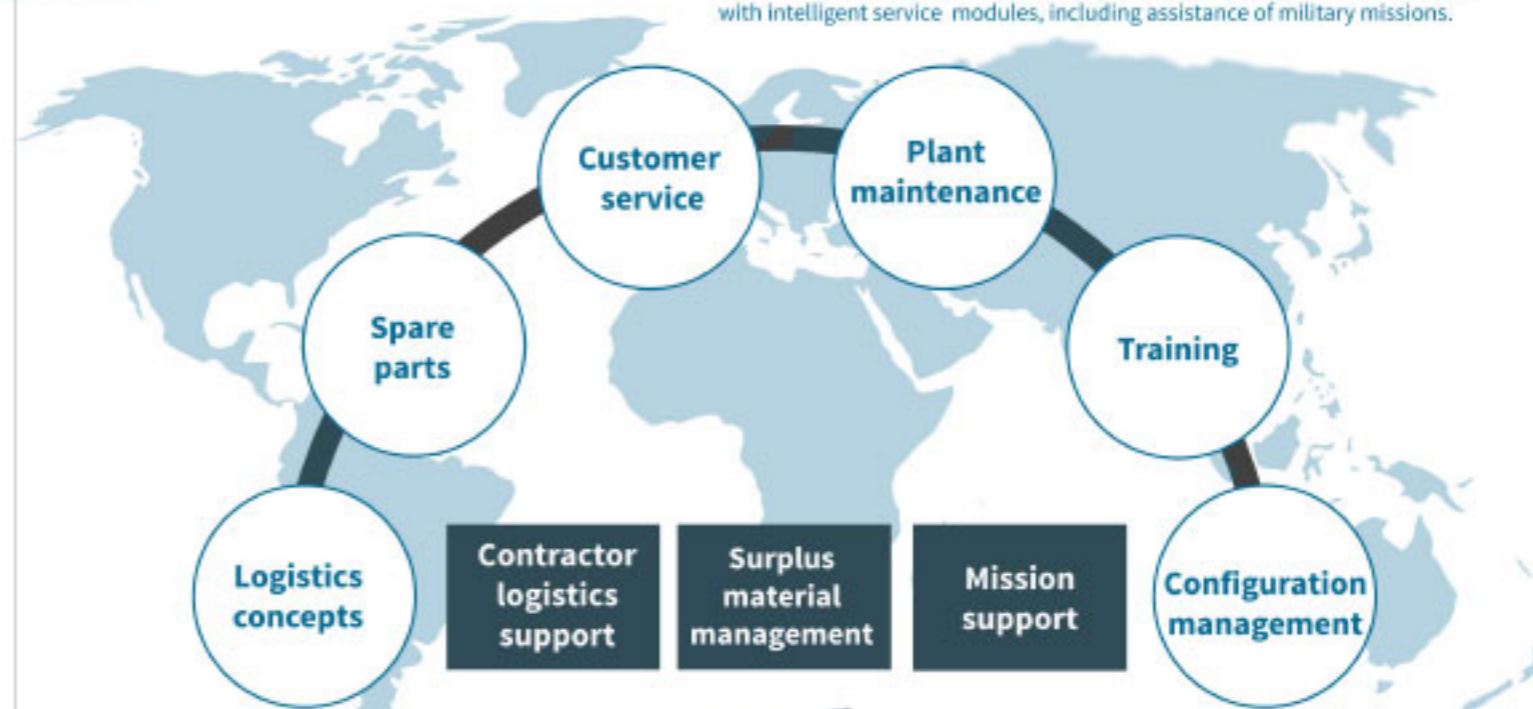 with intelligent service modules, including assistance of military missions.
Customer
service
Plant
maintenance
Spare
parts
Training
Logistics
concepts
Contractor
logistics
support
Surplus
material
management
Mission
support
Configuration
management